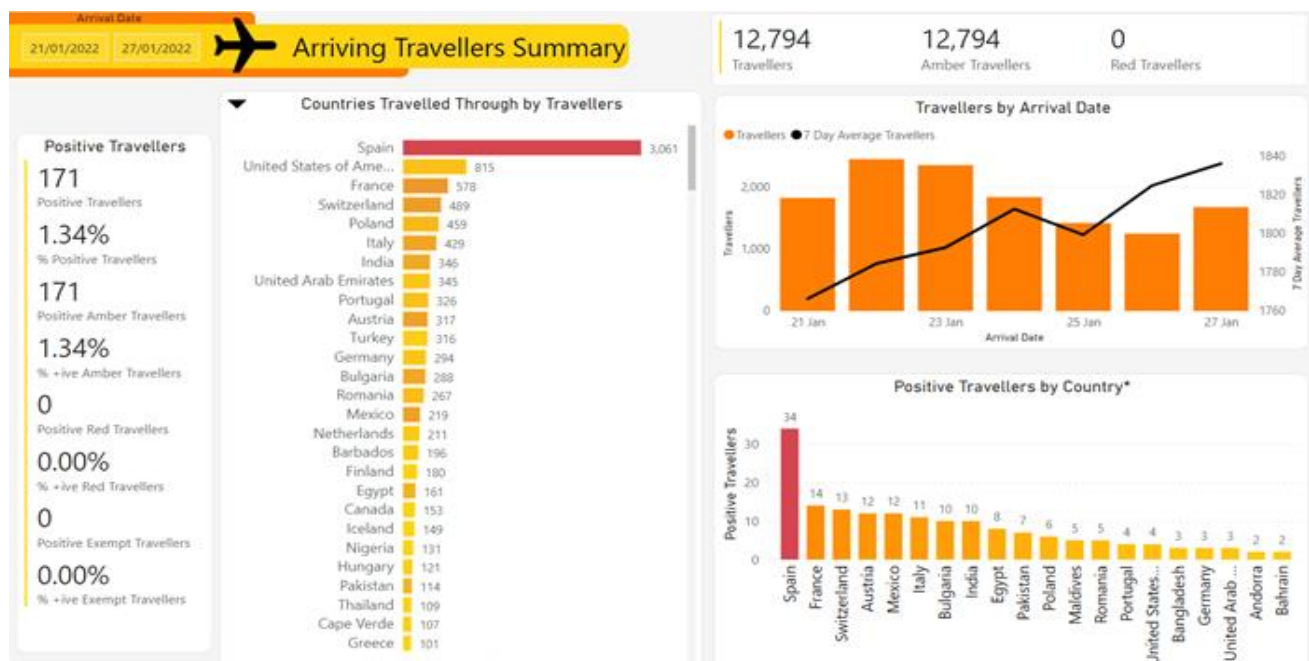 Arrival Date
21/01/2022 27/01/2022
Arriving Travellers Summary
12,794 12,794 0
Travellers Amber Travellers Red Travellers
Positive Travellers
171
Positive Travellers
1.34%
% Positive Travellers
171
Positive Amber Travellers
1.34%
% +ive Amber Travellers
0
Positive Red Travellers
0.00%
% +ive Red Travellers
0
Positive Exempt Travellers
0.00%
% +ive Exempt Travellers
Countries Travelled Through by Travellers
Spain 3,061
United States of Ame... 815
France 578
Switzerland 489
Poland 459
Italy 429
India 346
United Arab Emirates 345
Portugal 326
Austria 317
Turkey 316
Germany 294
Bulgaria 288
Romania 267
Mexico 219
Netherlands 211
Barbados 196
Finland 180
Egypt 161
Canada 153
Iceland 149
Nigeria 131
Hungary 121
Pakistan 114
Thailand 109
Cape Verde 107
Greece 101
Travellers by Arrival Date
Travellers 7 Day Average Travellers
Travellers
2,000
1,000
0
1840
1820
1800
1780
1760
7 Day Average Travellers
21 Jan 23 Jan 25 Jan 27 Jan
Arrival Date
Positive Travellers by Country*
Positive Travellers
30
20
10
0
34 14 13 12 12 11 10 10 8 7 6 5 5 4 4 3 3 3 2 2
Spain
France
Switzerland
Austria
Mexico
Italy
Bulgaria
India
Egypt
Pakistan
Poland
Maldives
Romania
Portugal
United States...
Bangladesh
Germany
United Arab ...
Andorra
Bahrain